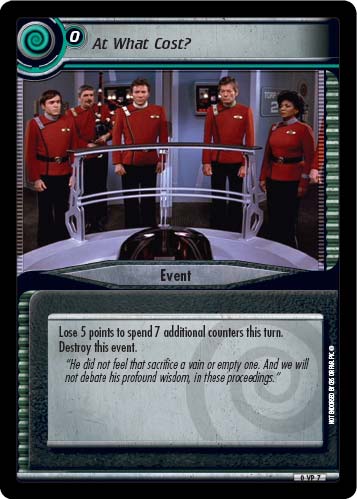 0
At What Cost?
Event
Lose 5 points to spend 7 additional counters this turn.
Destroy this event.
"He did not feel that sacrifice a vain or empty one. And we will
not debate his profound wisdom, in these proceedings."
NOT ENDORSED BY CBS OR PAR. PIC. ©
0 VP 7